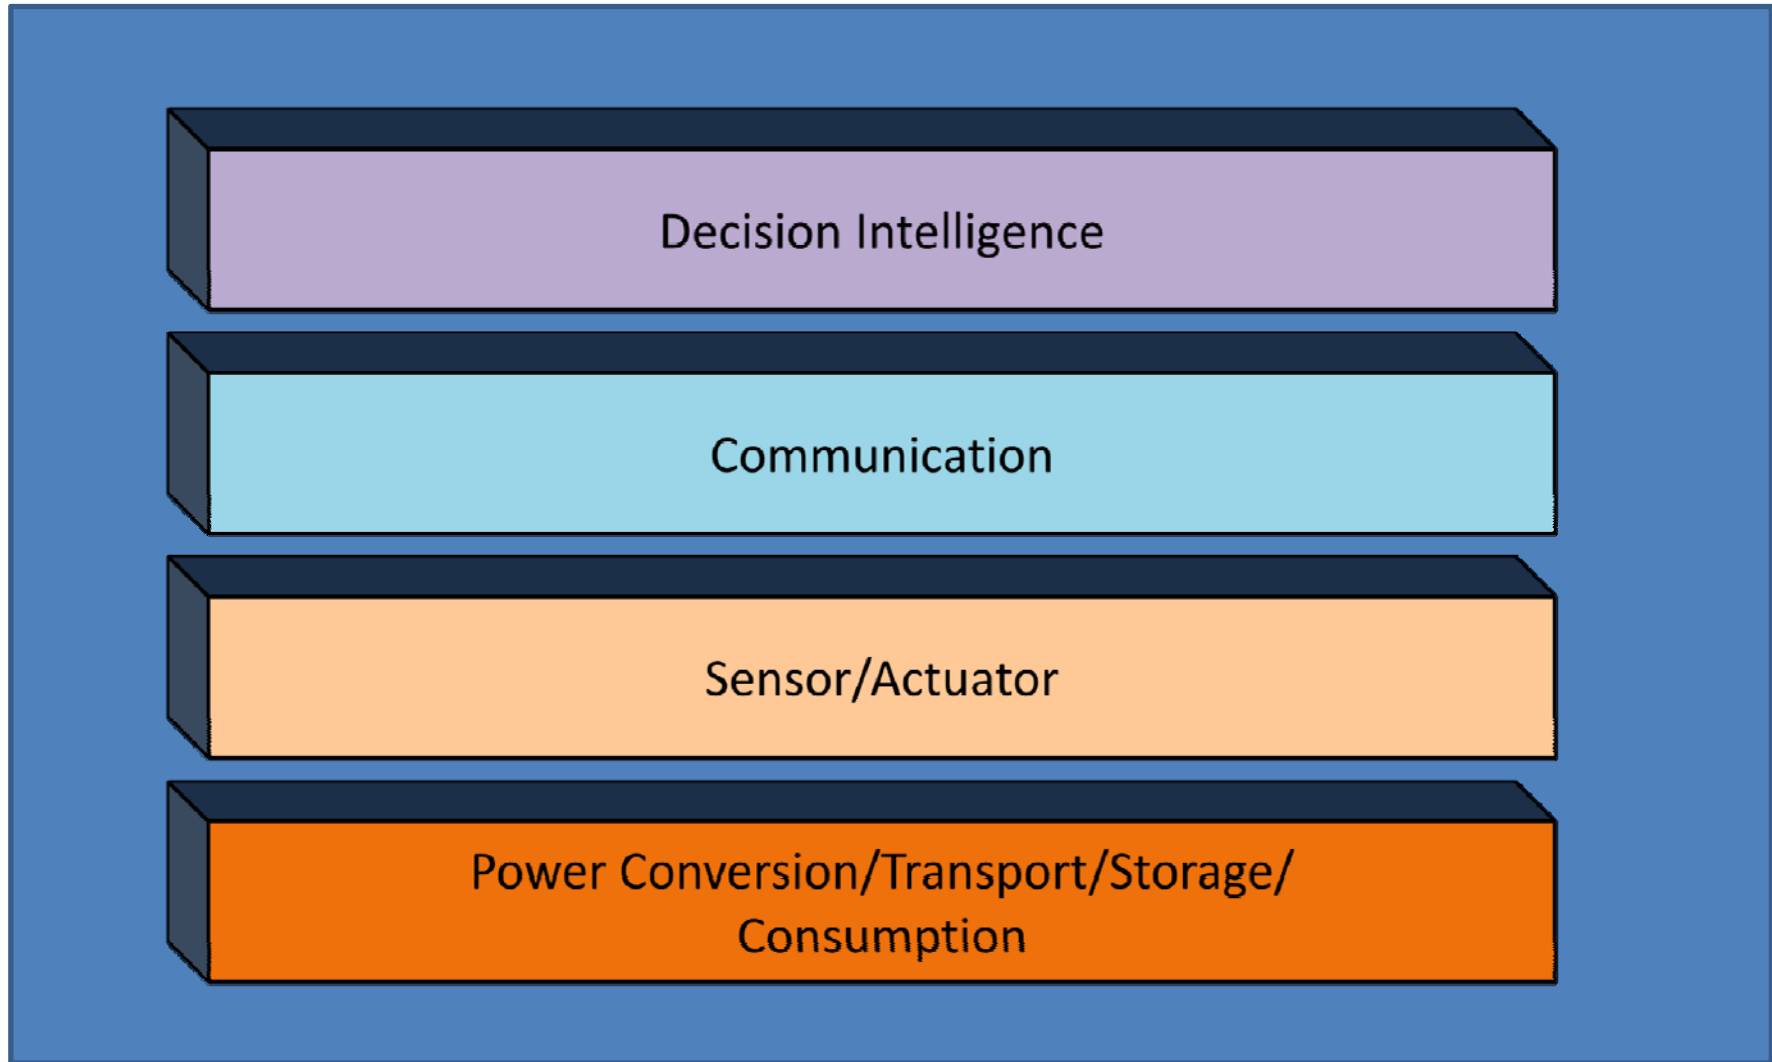 Decision Intelligence
Communication
Sensor/Actuator
Power Conversion/Transport/Storage/
Consumption